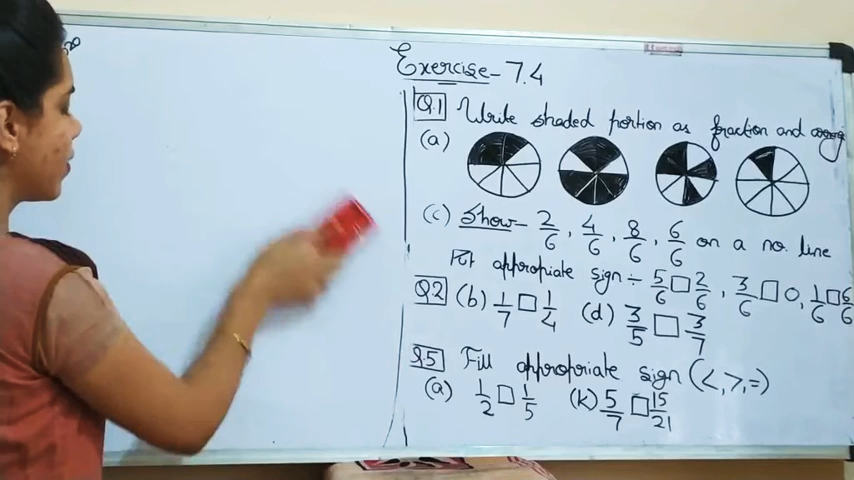 Exercise - 7.4
Q.1 Write shaded portion as fraction and
(a)
(c) Show - 2/6, 4/6, 8/6, 6/6 on a no. line
Put appropriate sign ÷ 5/6 □ 2/6, 3/6 □ 0, 1/6 □ 6/6
Q.2 (b) 1/7 □ 1/4 (d) 3/5 □ 3/7
Q.5 Fill appropriate sign (<, >, =)
(a) 1/2 □ 1/5 (k) 5/7 □ 15/21